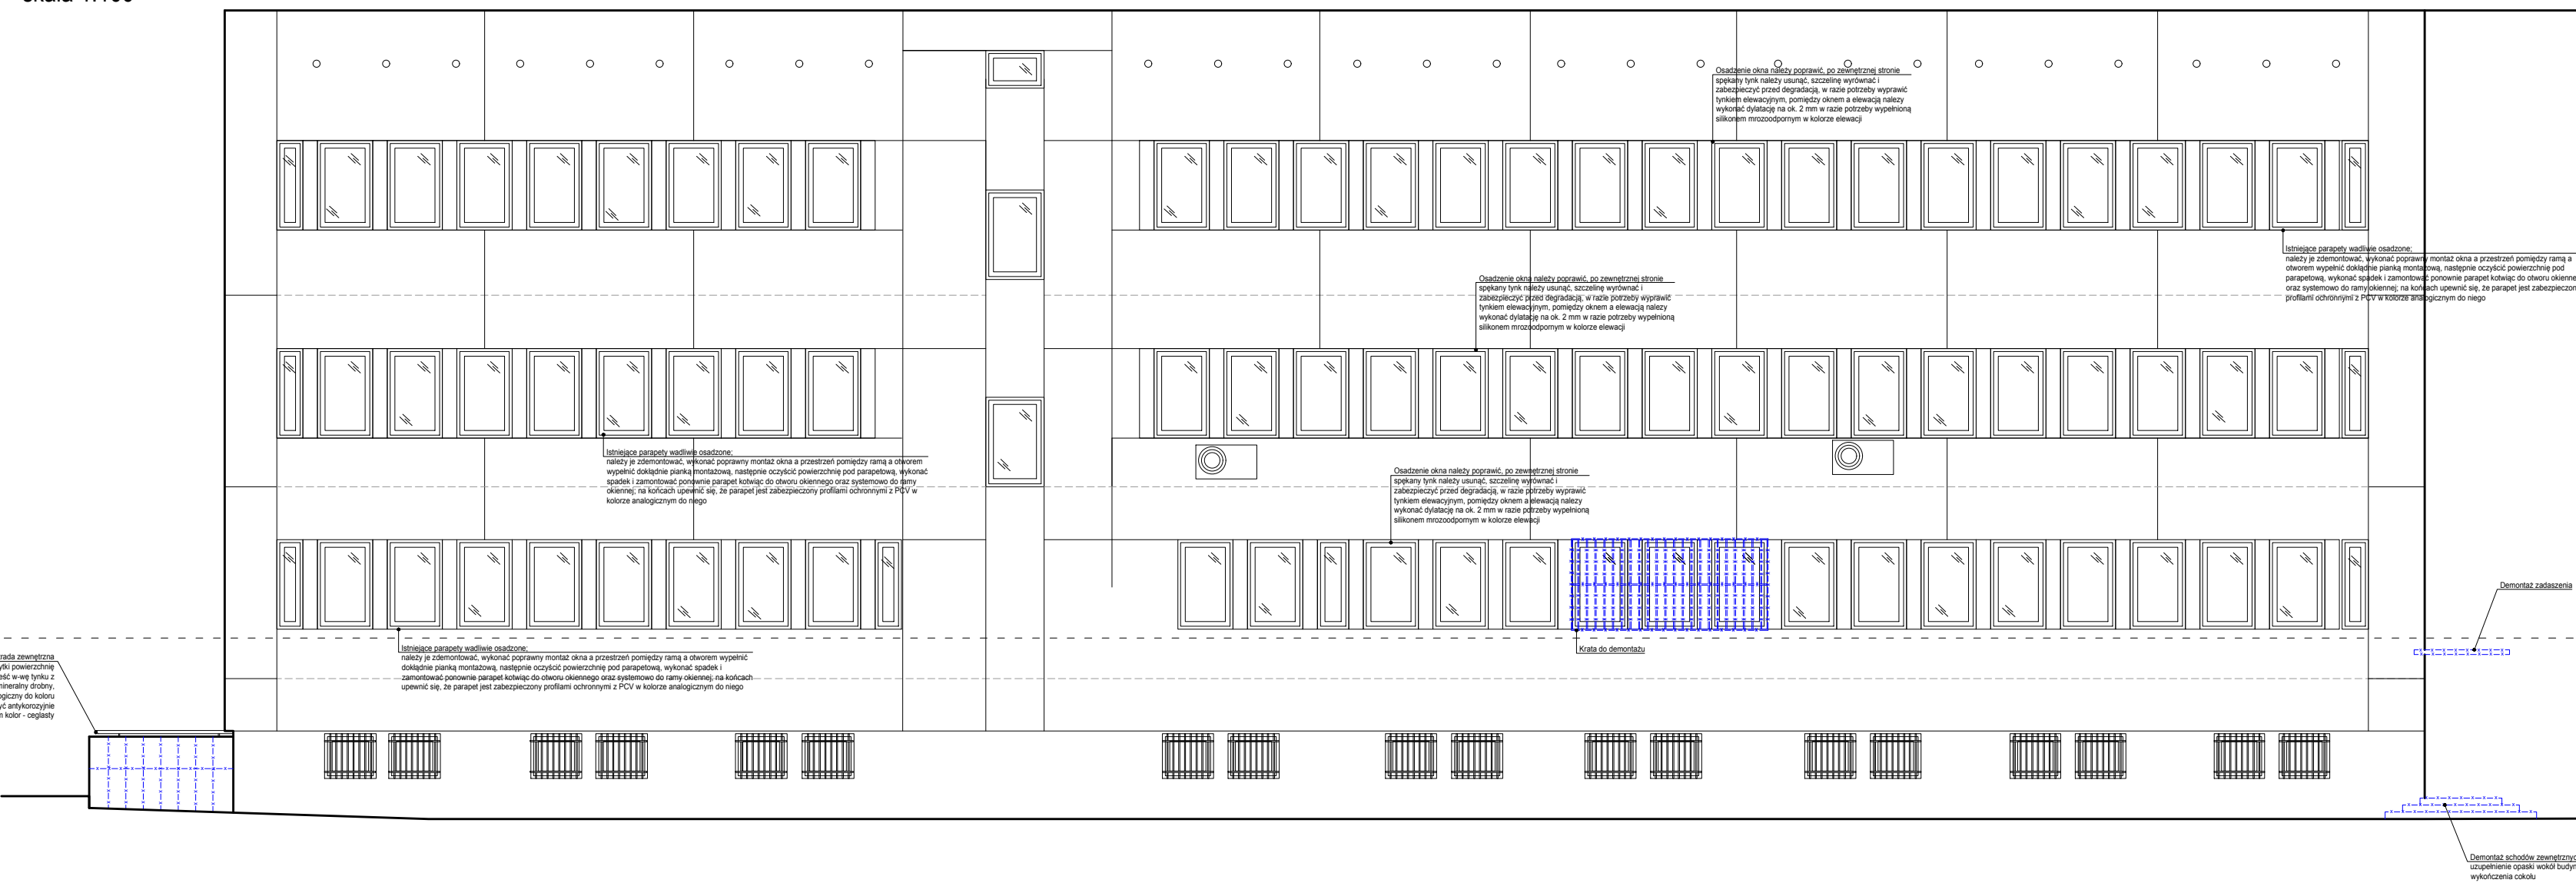 Osadzenie okna należy poprawić, po zewnętrznej stronie
spękany tynk należy usunąć, szczelinę wyrównać i
zabezpieczyć przed degradacją, w razie potrzeby wyprawić
tynkiem elewacyjnym, pomiędzy oknem a elewacją nalezy
wykonać dylatację na ok. 2 mm w razie potrzeby wypełnioną
silikonem mrozoodpornym w kolorze elewacji
Istniejące parapety wadliwie osadzone;
należy je zdemontować, wykonać poprawny montaż okna a przestrzeń pomiędzy ramą a
otworem wypełnić dokłądnie pianką montażową, następnie oczyścić powierzchnię pod
parapetową, wykonać spadek i zamontować ponownie parapet kotwiąc do otworu
oraz systemowo do ramy okiennej; na końcach upewnić się, że parapet jest
profilami ochronnymi z PCV w kolorze analogicznym do niego
Osadzenie okna należy poprawić, po zewnętrznej stronie
spękany tynk należy usunąć, szczelinę wyrównać i
zabezpieczyć przed degradacją, w razie potrzeby wyprawić
tynkiem elewacyjnym, pomiędzy oknem a elewacją nalezy
wykonać dylatację na ok. 2 mm w razie potrzeby wypełnioną
silikonem mrozoodpornym w kolorze elewacji
Istniejące parapety wadliwie osadzone;
należy je zdemontować, wykonać poprawny montaż okna a przestrzeń pomiędzy ramą a otworem
wypełnić dokłądnie pianką montażową, następnie oczyścić powierzchnię pod parapetową, wykonać
spadek i zamontować ponownie parapet kotwiąc do otworu okiennego oraz systemowo do ramy
okiennej; na końcach upewnić się, że parapet jest zabezpieczony profilami ochronnymi z PCV w
kolorze analogicznym do niego
Osadzenie okna należy poprawić, po zewnętrznej stronie
spękany tynk należy usunąć, szczelinę wyrównać i
zabezpieczyć przed degradacją, w razie potrzeby wyprawić
tynkiem elewacyjnym, pomiędzy oknem a elewacją nalezy
wykonać dylatację na ok. 2 mm w razie potrzeby wypełnioną
silikonem mrozoodpornym w kolorze elewacji
Demontaż zadaszenia
Krata do demontażu
Istniejące parapety wadliwie osadzone;
należy je zdemontować, wykonać poprawny montaż okna a przestrzeń pomiędzy ramą a otworem wypełnić
dokłądnie pianką montażową, następnie oczyścić powierzchnię pod parapetową, wykonać spadek i
zamontować ponownie parapet kotwiąc do otworu okiennego oraz systemowo do ramy okiennej; na końcach
upewnić się, że parapet jest zabezpieczony profilami ochronnymi z PCV w kolorze analogicznym do niego
zewnętrzna
powierzchnię
w-wę tynku z
drobny,
do koloru
antykorozyjnie
kolor - ceglasty
Demontaż schodów
uzupełnienie opaski wokół
wykończenia cokołu